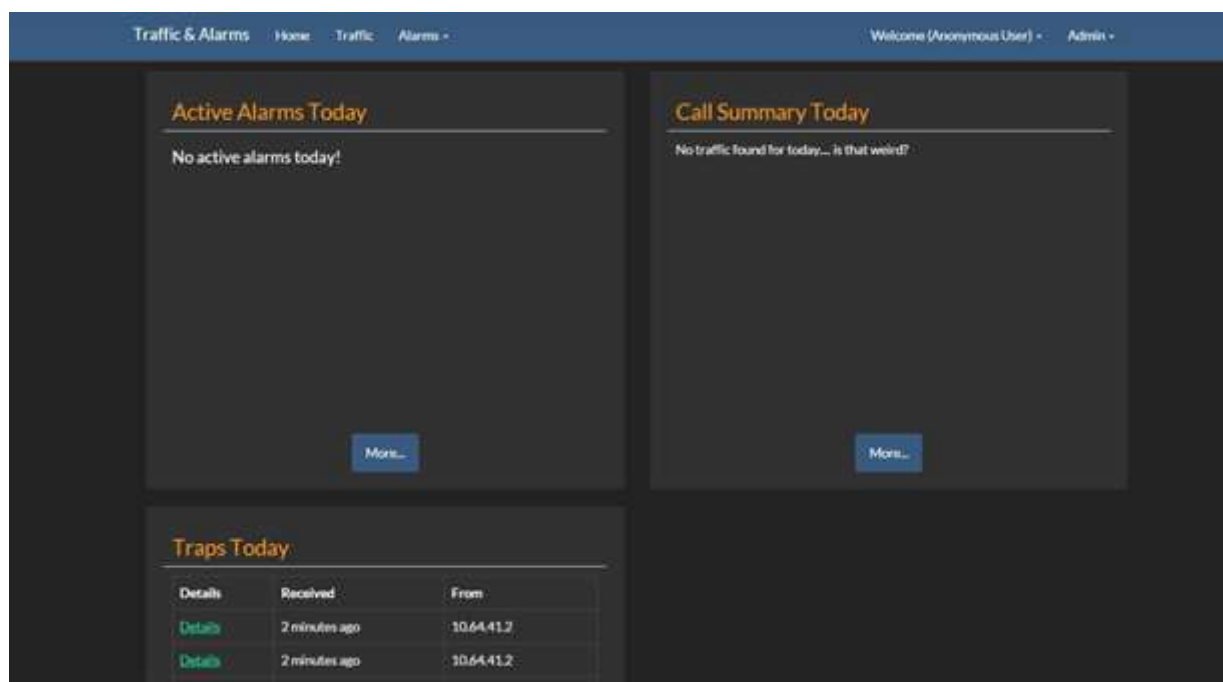 Traffic & Alarms Home Traffic Alarms Welcome (Anonymous User) Admin
Active Alarms Today
No active alarms today!
More...
Call Summary Today
No traffic found for today.... is that weird?
More...
Traps Today
Details Received From
Details 2 minutes ago 10.64.41.2
Details 2 minutes ago 10.64.41.2